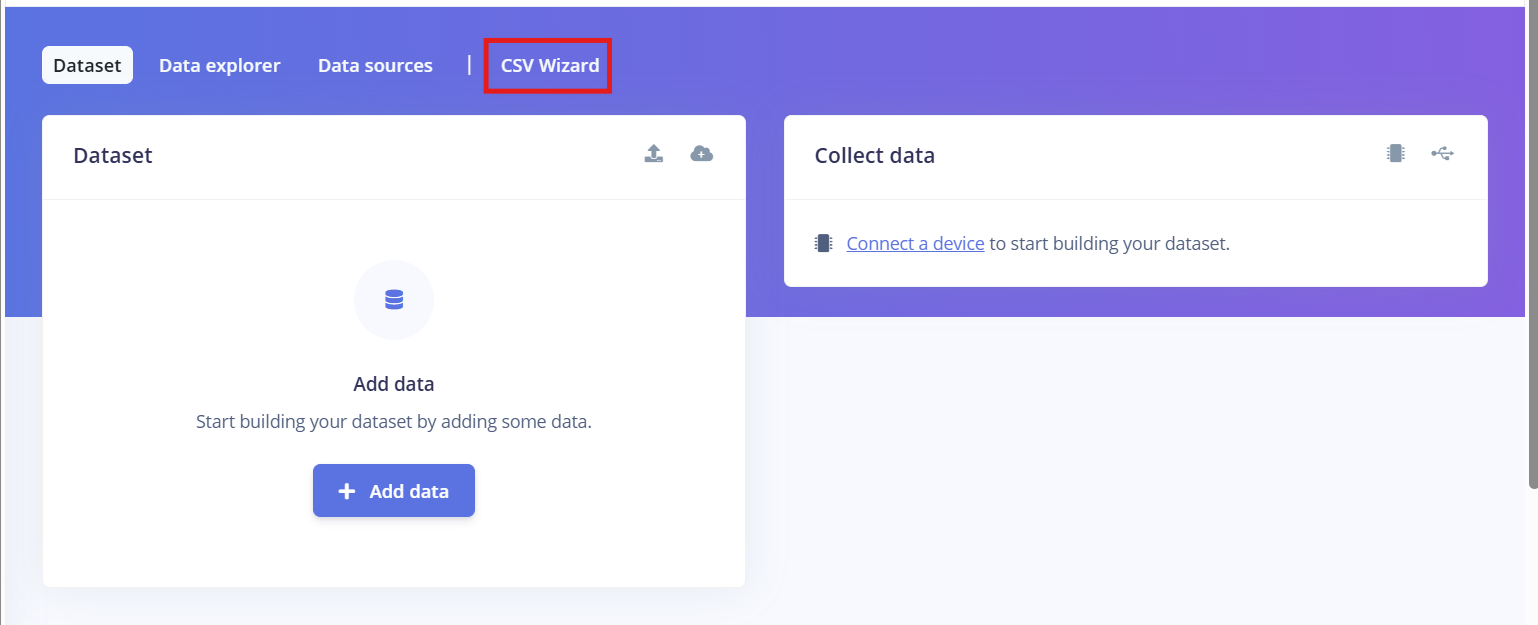 Dataset Data explorer Data sources | CSV Wizard
Dataset
Add data
Start building your dataset by adding some data.
+ Add data
Collect data
Connect a device to start building your dataset.